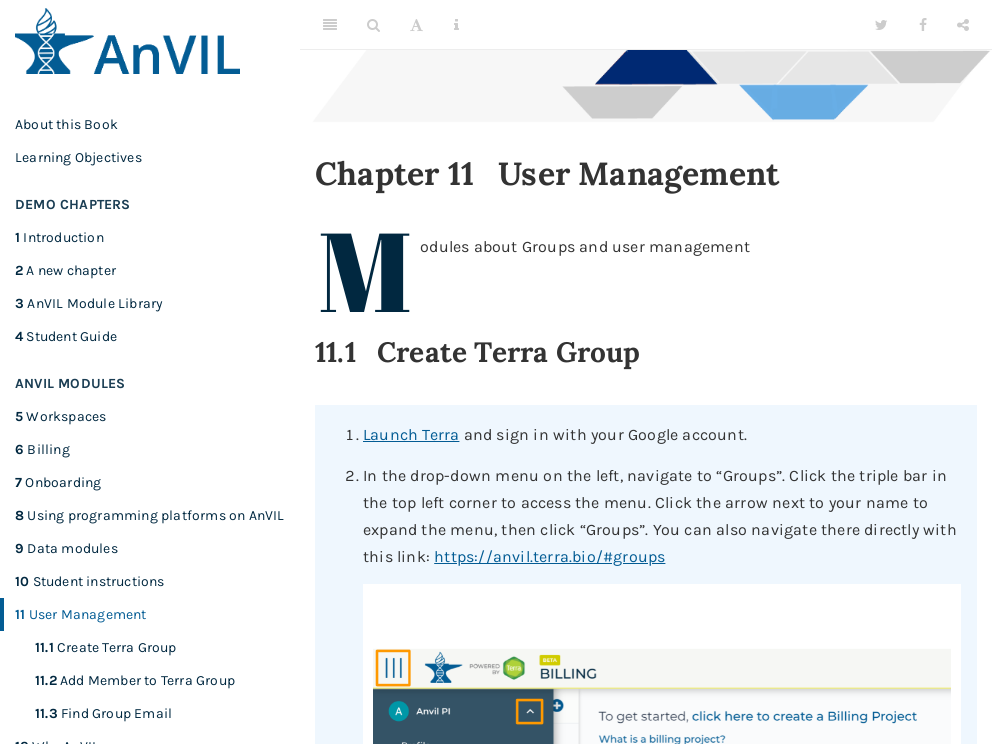 AnVIL
About this Book
Learning Objectives
DEMO CHAPTERS
1 Introduction
2 A new chapter
3 AnVIL Module Library
4 Student Guide
ANVIL MODULES
5 Workspaces
6 Billing
7 Onboarding
8 Using programming platforms on AnVIL
9 Data modules
10 Student instructions
11 User Management
11.1 Create Terra Group
11.2 Add Member to Terra Group
11.3 Find Group Email
Chapter 11 User Management
Modules about Groups and user management
11.1 Create Terra Group
1. Launch Terra and sign in with your Google account.
2. In the drop-down menu on the left, navigate to “Groups”. Click the triple bar in
the top left corner to access the menu. Click the arrow next to your name to
expand the menu, then click “Groups”. You can also navigate there directly with
this link: https://anvil.terra.bio/#groups
POWERED
BY
Terra
BETA
BILLING
A Anvil PI
To get started, click here to create a Billing Project
What is a billing project?